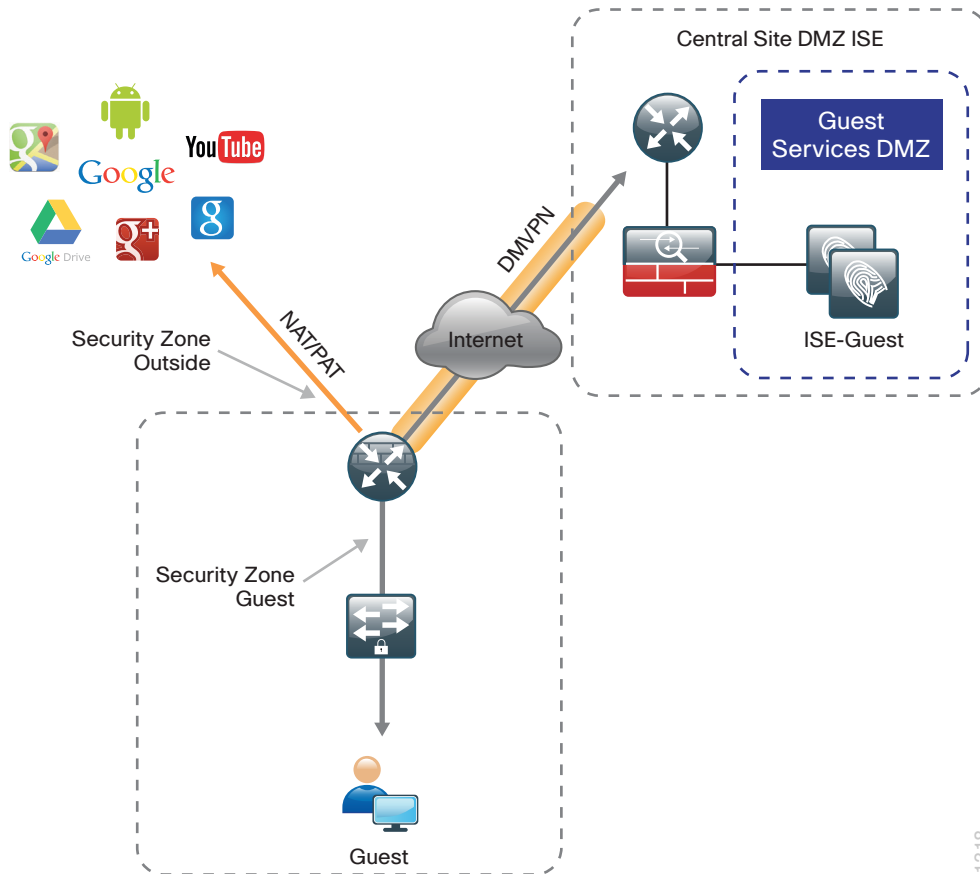 Central Site DMZ ISE
Guest
Services DMZ
YouTube
Google
Google Drive
g+
g
g
DMVPN
Internet
ISE-Guest
NAT/PAT
Security Zone
Outside
Security Zone
Guest
Guest